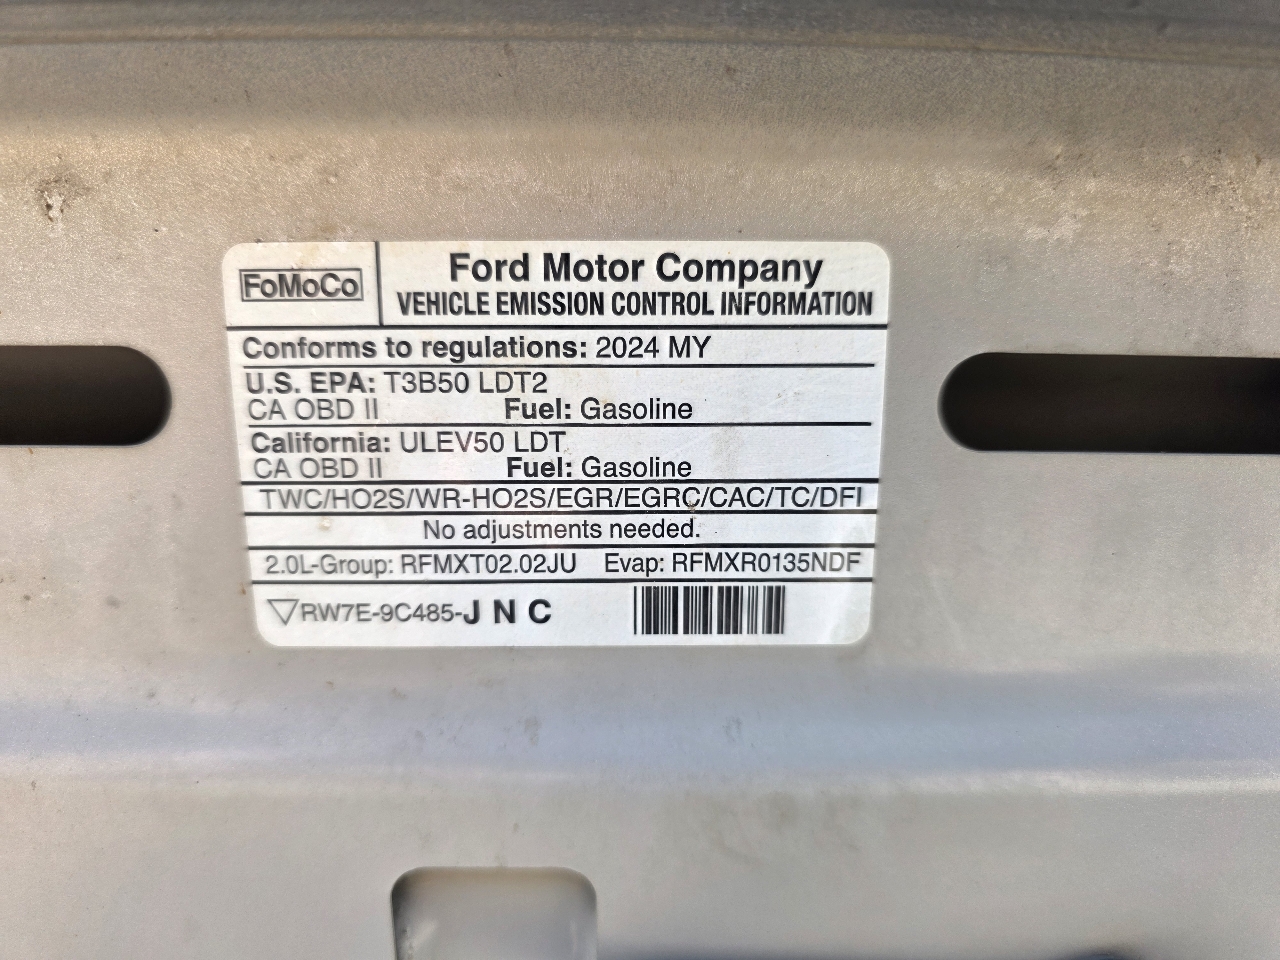 FoMoCo
Ford Motor Company
VEHICLE EMISSION CONTROL INFORMATION
Conforms to regulations: 2024 MY
U.S. EPA: T3B50 LDT2
CA OBD II Fuel: Gasoline
California: ULEV50 LDT
CA OBD II Fuel: Gasoline
TWC/HO2S/WR-HO2S/EGR/EGRC/CAC/TC/DFI
No adjustments needed.
2.0L-Group: RFMXT02.02JU Evap: RFMXR0135NDF
RW7E-9C485-J N C